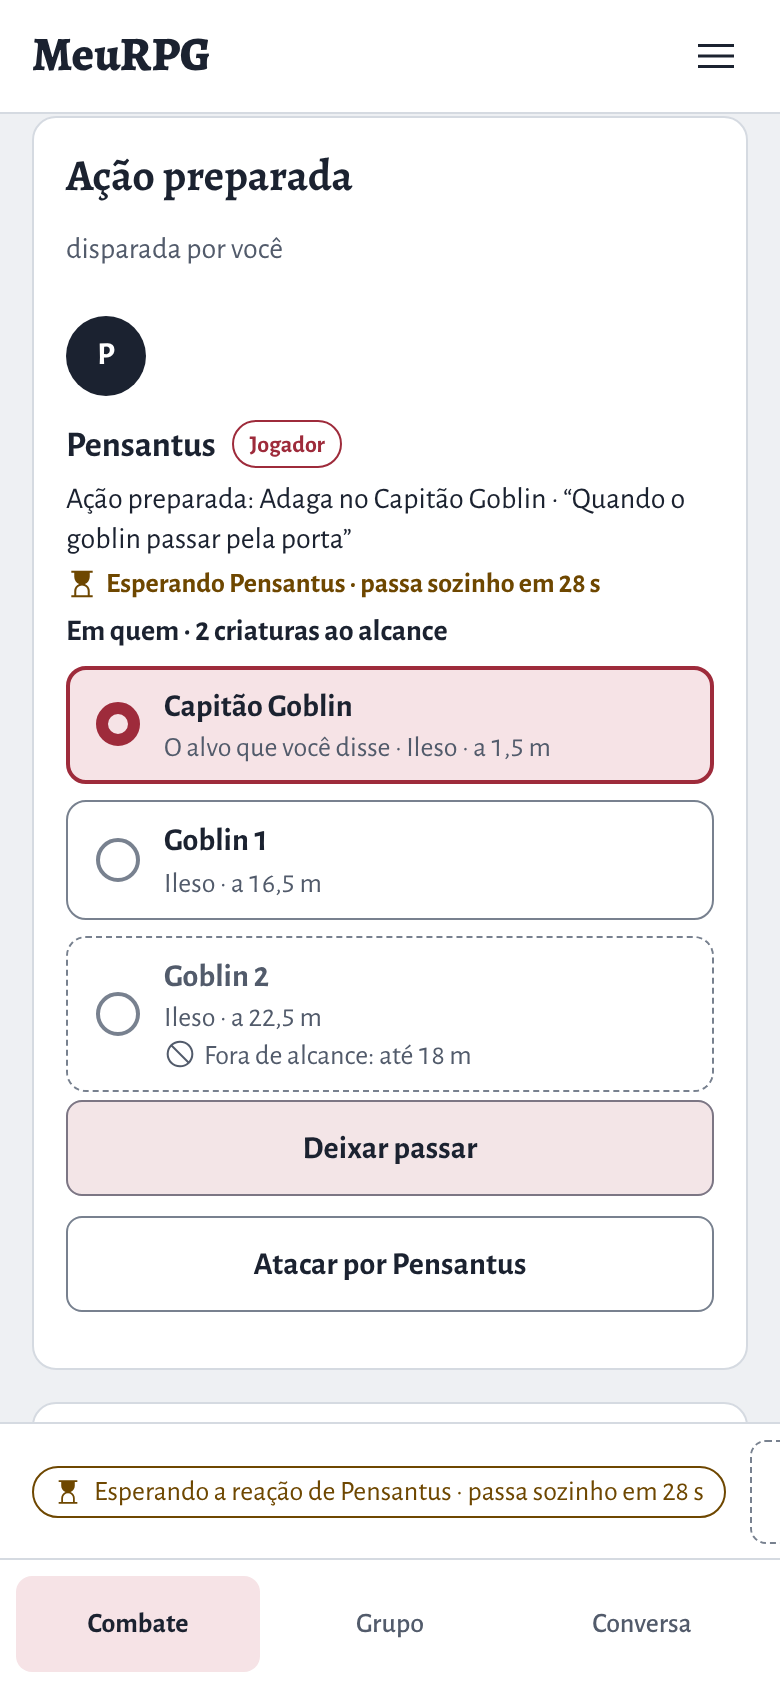 MeuRPG
Ação preparada
disparada por você
P
Pensantus
Jogador
Ação preparada: Adaga no Capitão Goblin · “Quando o
goblin passar pela porta”
Esperando Pensantus · passa sozinho em 28 s
Em quem · 2 criaturas ao alcance
Capitão Goblin
O alvo que você disse · Ileso · a 1,5 m
Goblin 1
Ileso · a 16,5 m
Goblin 2
Ileso · a 22,5 m
Fora de alcance: até 18 m
Deixar passar
Atacar por Pensantus
Esperando a reação de Pensantus · passa sozinho em 28 s
Combate
Grupo
Conversa